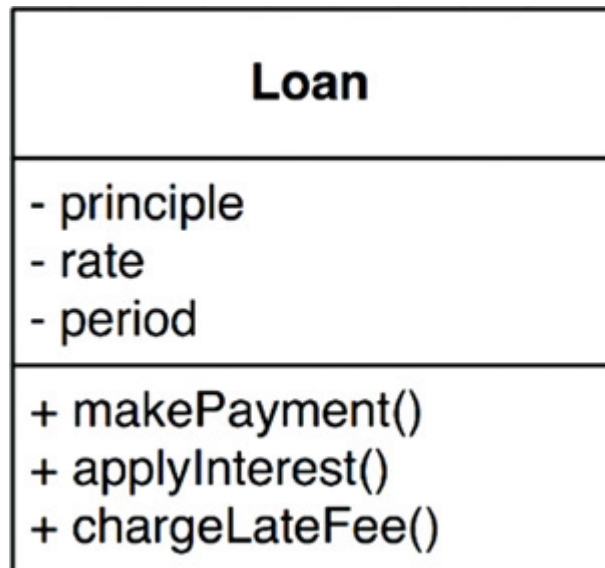 Loan
- principle
- rate
- period
+ makePayment()
+ applyInterest()
+ chargeLateFee()